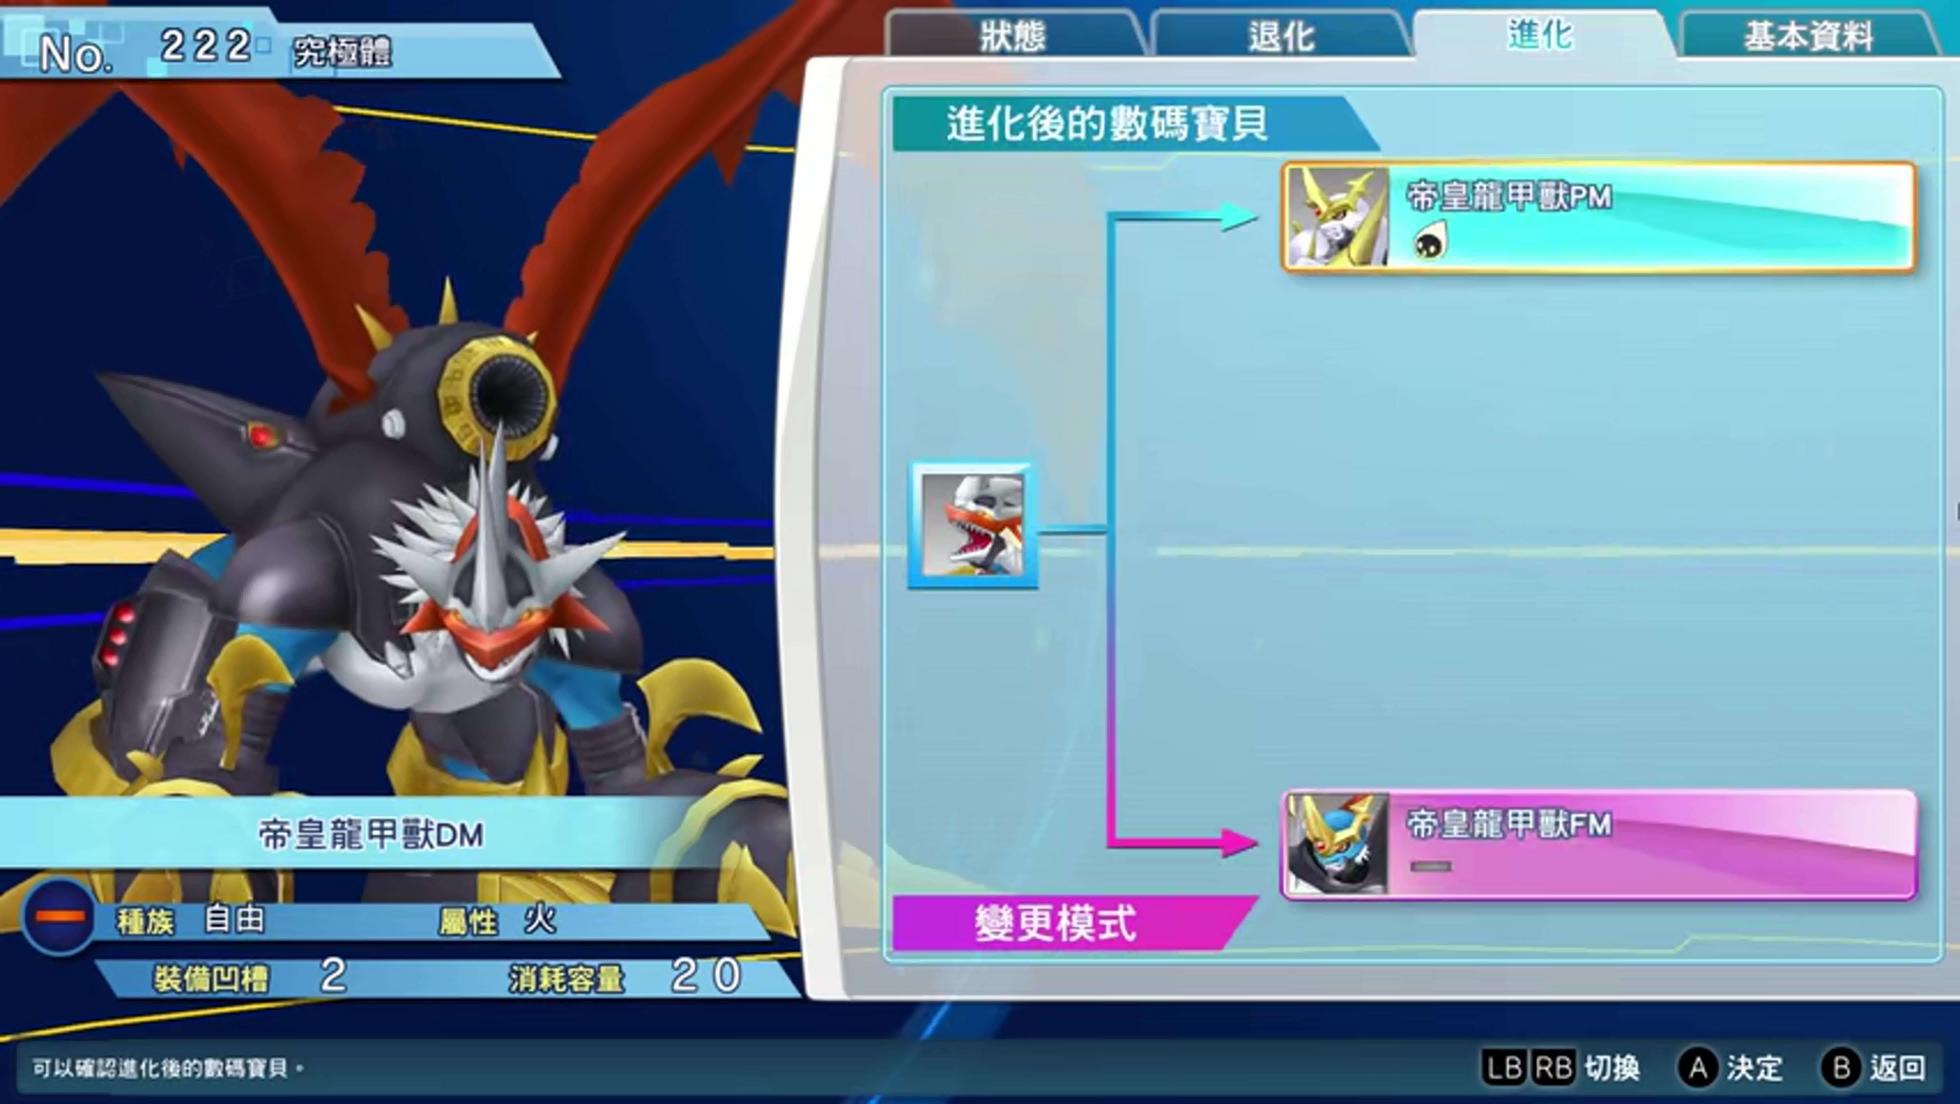 No. 222 究極體
狀態 退化 進化 基本資料
進化後的數碼寶貝
帝皇龍甲獸PM
帝皇龍甲獸FM
變更模式
帝皇龍甲獸DM
種族 自由 屬性 火
裝備凹槽 2 消耗容量 20
可以確認進化後的數碼寶貝。
LB RB 切換 A 決定 B 返回